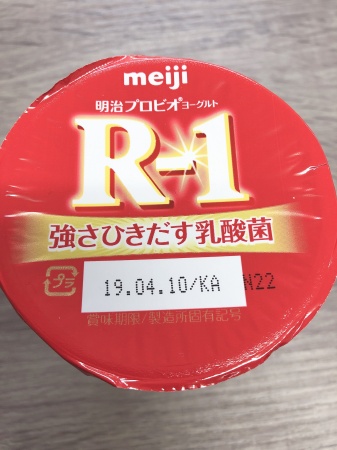 meiji
明治プロビオヨーグルト
R-1
強さひきだす乳酸菌
プラ
19.04.10/KA N22
賞味期限/製造所固有記号